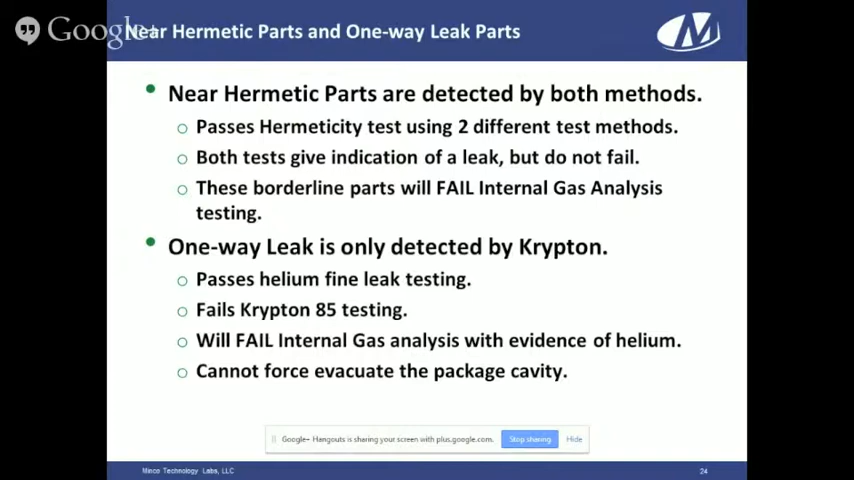 Google+
Near Hermetic Parts and One-way Leak Parts
• Near Hermetic Parts are detected by both methods.
○ Passes Hermeticity test using 2 different test methods.
○ Both tests give indication of a leak, but do not fail.
○ These borderline parts will FAIL Internal Gas Analysis
testing.
• One-way Leak is only detected by Krypton.
○ Passes helium fine leak testing.
○ Fails Krypton 85 testing.
○ Will FAIL Internal Gas analysis with evidence of helium.
○ Cannot force evacuate the package cavity.
Google+ Hangouts is sharing your screen with plus.google.com. Stop sharing Hide
Minco Technology Labs, LLC 24